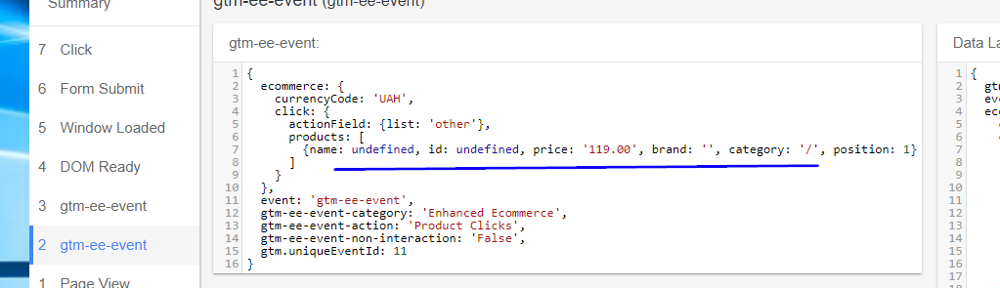 Summary
7 Click
6 Form Submit
5 Window Loaded
4 DOM Ready
3 gtm-ee-event
2 gtm-ee-event
1 Page View
gtm-ee-event (gtm-ee-event)
gtm-ee-event:
1 {
2 ecommerce: {
3 currencyCode: 'UAH',
4 click: {
5 actionField: {list: 'other'},
6 products: [
7 {name: undefined, id: undefined, price: '119.00', brand: '', category: '/', position: 1}
8 ]
9 }
10 },
11 event: 'gtm-ee-event',
12 gtm-ee-event-category: 'Enhanced Ecommerce',
13 gtm-ee-event-action: 'Product Clicks',
14 gtm-ee-event-non-interaction: 'False',
15 gtm.uniqueEventId: 11
16 }
Data La
1 {
2 gt
3 eve
4 eco
5
6
7
8
9
10
11
12
13
14
15
16
17